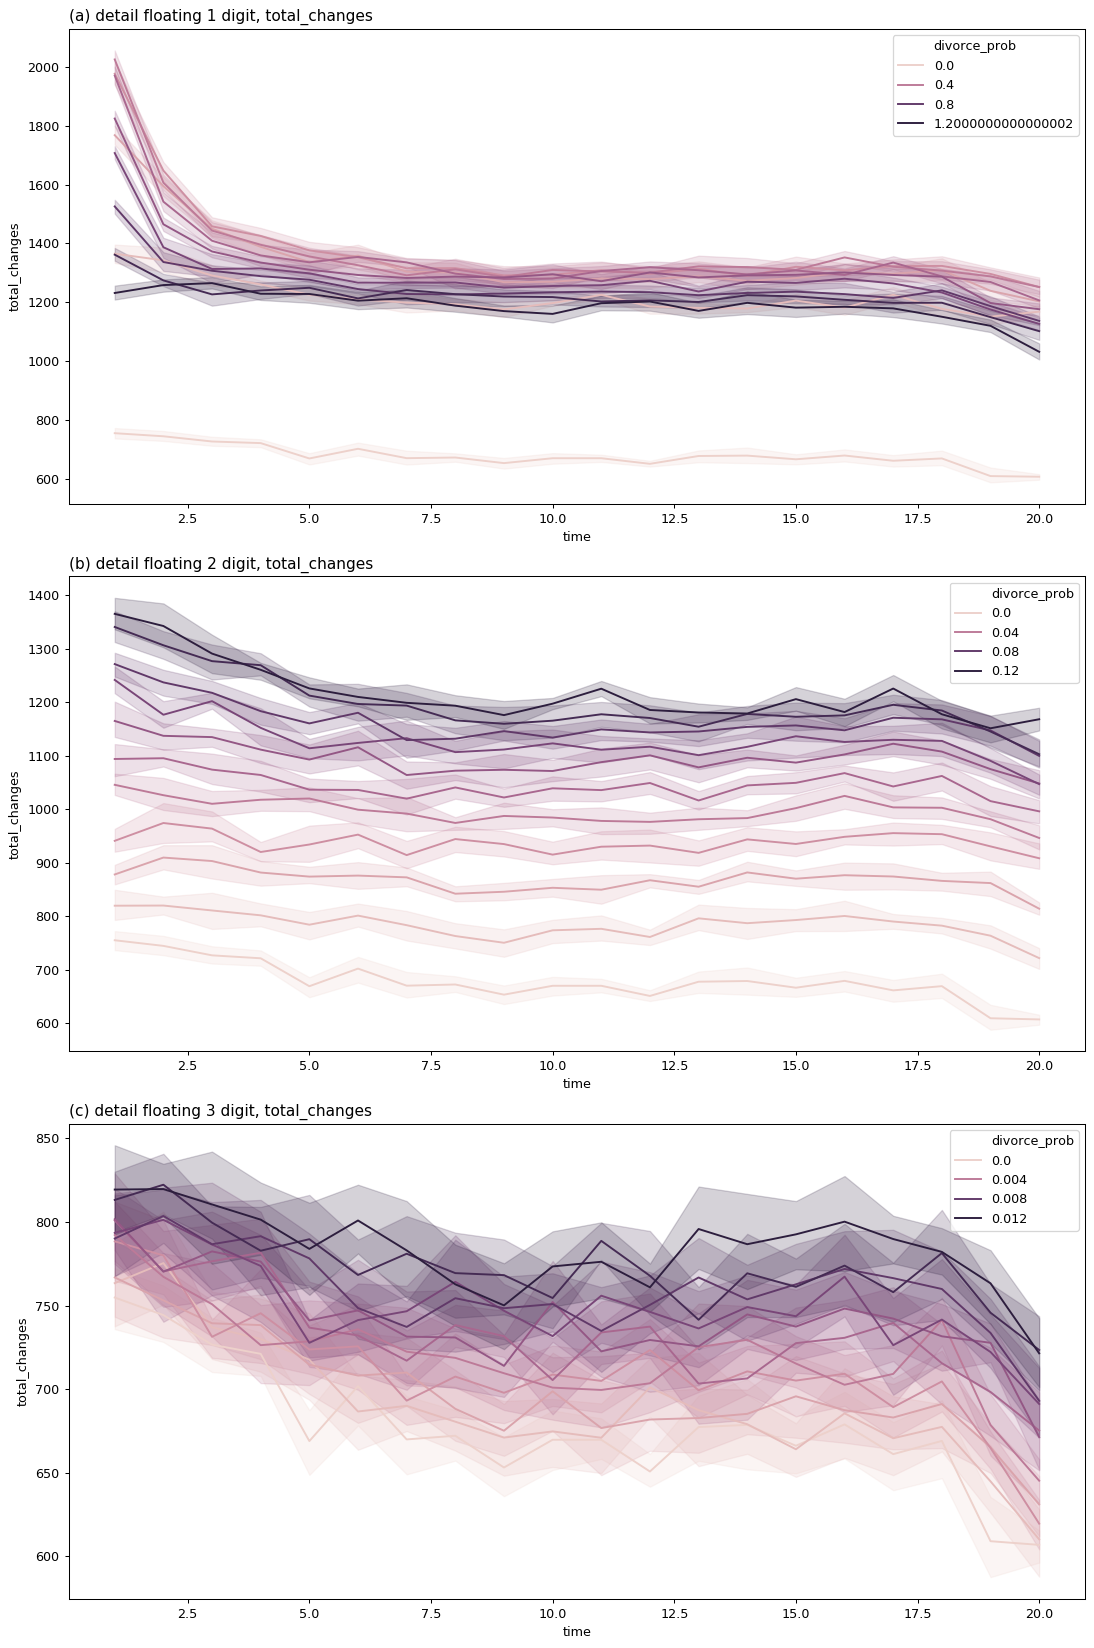 (a) detail floating 1 digit, total_changes
divorce_prob
0.0
0.4
0.8
1.2000000000000002
2000
1800
1600
1400
1200
1000
800
600
total_changes
2.5 5.0 7.5 10.0 12.5 15.0 17.5 20.0
time
(b) detail floating 2 digit, total_changes
divorce_prob
0.0
0.04
0.08
0.12
1400
1300
1200
1100
1000
900
800
700
600
total_changes
2.5 5.0 7.5 10.0 12.5 15.0 17.5 20.0
time
(c) detail floating 3 digit, total_changes
divorce_prob
0.0
0.004
0.008
0.012
850
800
750
700
650
600
total_changes
2.5 5.0 7.5 10.0 12.5 15.0 17.5 20.0
time